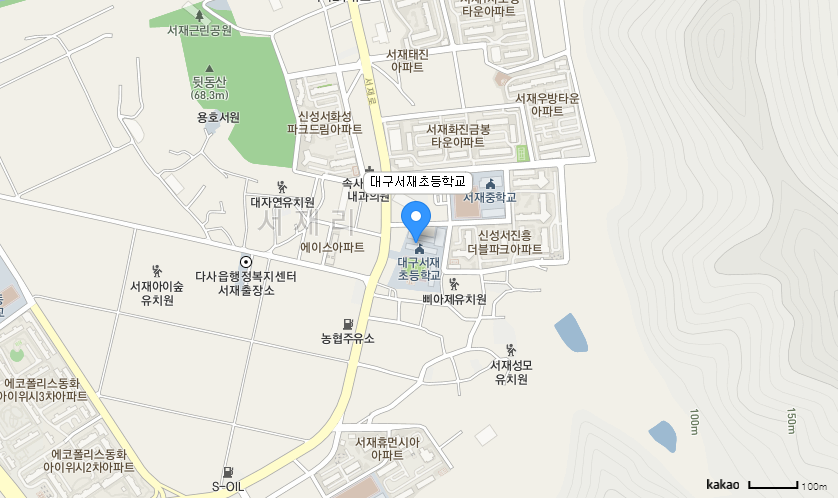 타운아파트
서재근린공원
서재태진
아파트
뒷동산
(68.3m)
서재로
서재우방타운
아파트
용호서원
신성서화성
파크드림아파트
서재화진금봉
타운아파트
속사
내과의원
대구서재초등학교
서재중학교
대자연유치원
서재리
에이스아파트
신성서진흥
더블파크아파트
대구서재
초등학교
다사읍행정복지센터
서재출장소
서재아이숲
유치원
삐아제유치원
농협주유소
서재성모
유치원
에코폴리스동화
아이위시3차아파트
에코폴리스동화
아이위시2차아파트
서재휴먼시아
아파트
S-OIL
100m
150m
kakao
100m